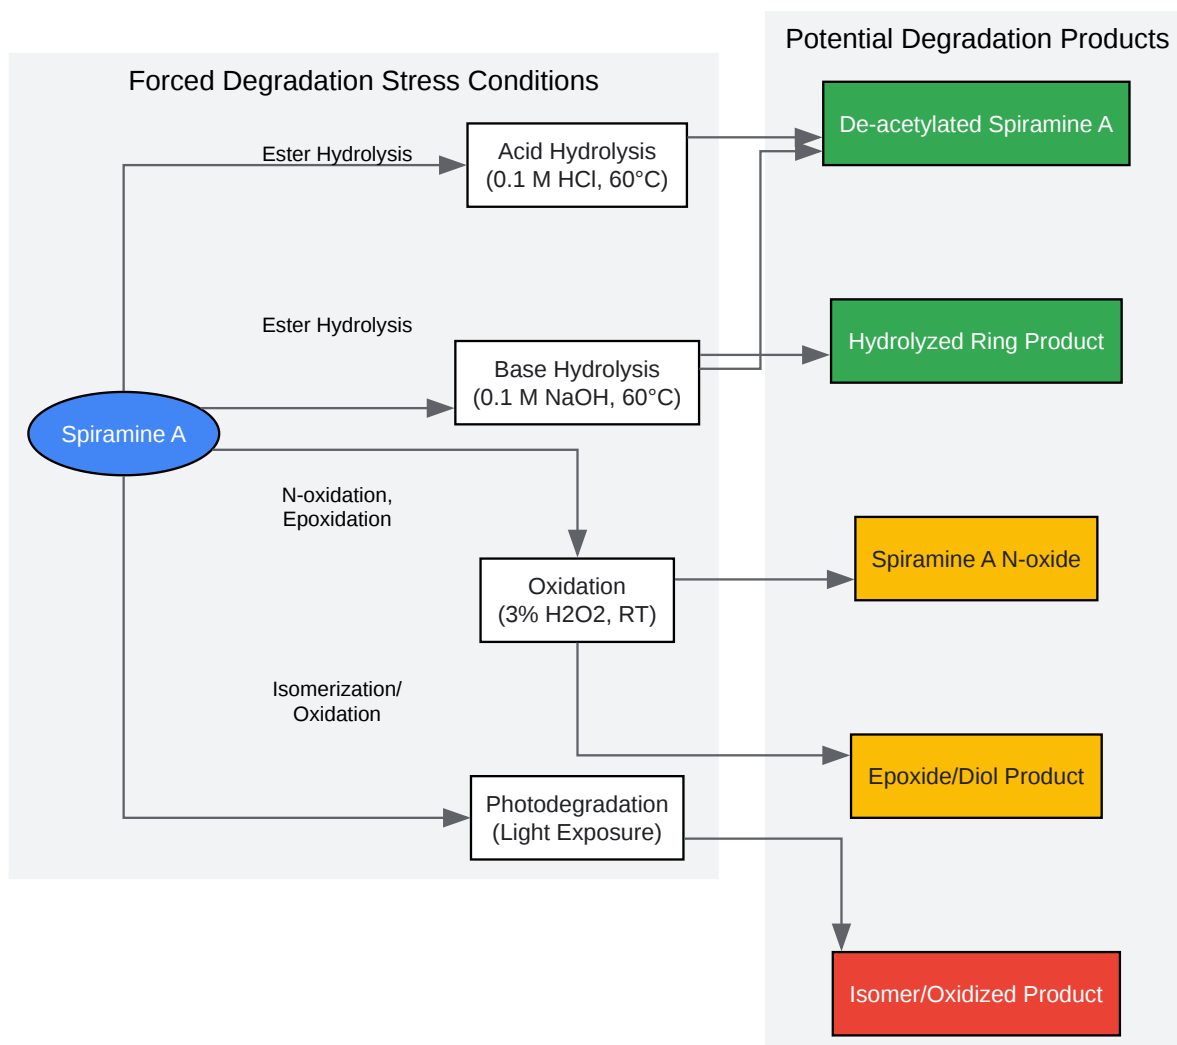 Potential Degradation Products
Forced Degradation Stress Conditions
De-acetylated Spiramine A
Ester Hydrolysis
Acid Hydrolysis
(0.1 M HCl, 60°C)
Ester Hydrolysis
Hydrolyzed Ring Product
Base Hydrolysis
(0.1 M NaOH, 60°C)
Spiramine A
N-oxidation,
Epoxidation
Spiramine A N-oxide
Oxidation
(3% H2O2, RT)
Isomerization/
Oxidation
Epoxide/Diol Product
Photodegradation
(Light Exposure)
Isomer/Oxidized Product